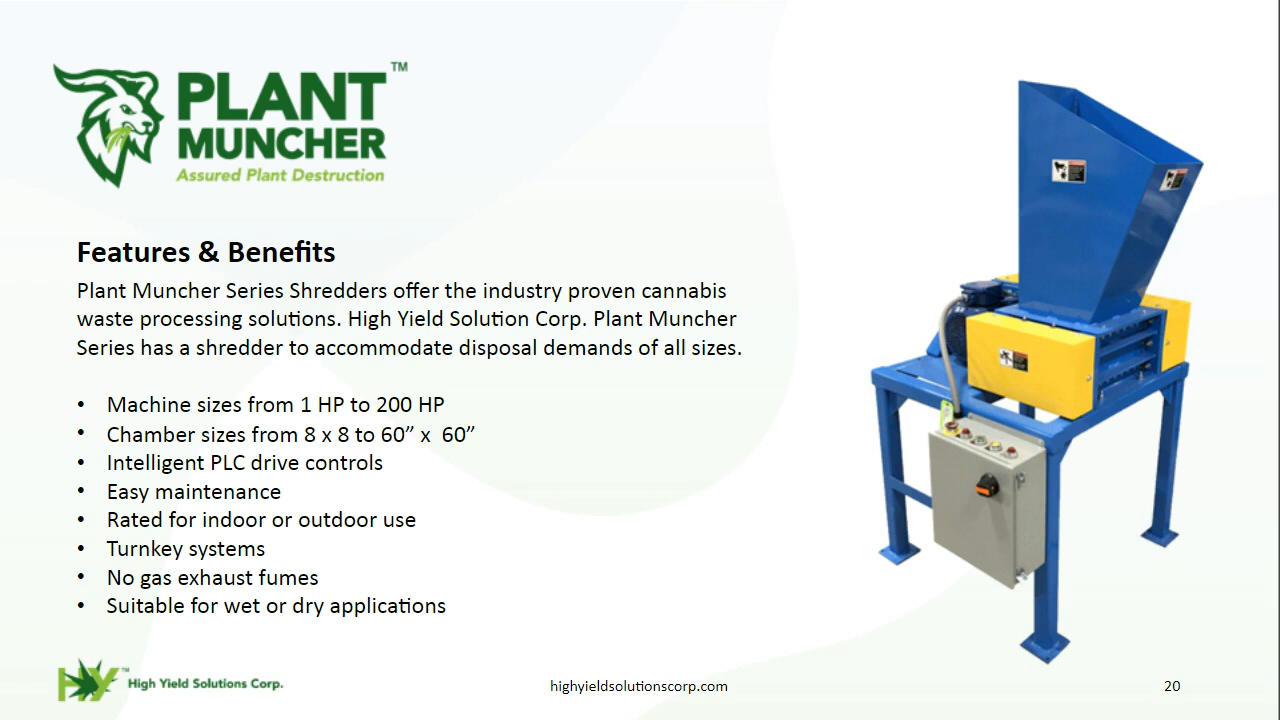 PLANT ™
MUNCHER
Assured Plant Destruction
Features & Benefits
Plant Muncher Series Shredders offer the industry proven cannabis
waste processing solutions. High Yield Solution Corp. Plant Muncher
Series has a shredder to accommodate disposal demands of all sizes.
• Machine sizes from 1 HP to 200 HP
• Chamber sizes from 8 x 8 to 60” x  60”
• Intelligent PLC drive controls
• Easy maintenance
• Rated for indoor or outdoor use
• Turnkey systems
• No gas exhaust fumes
• Suitable for wet or dry applications
HY™ High Yield Solutions Corp.
highyieldsolutionscorp.com
20